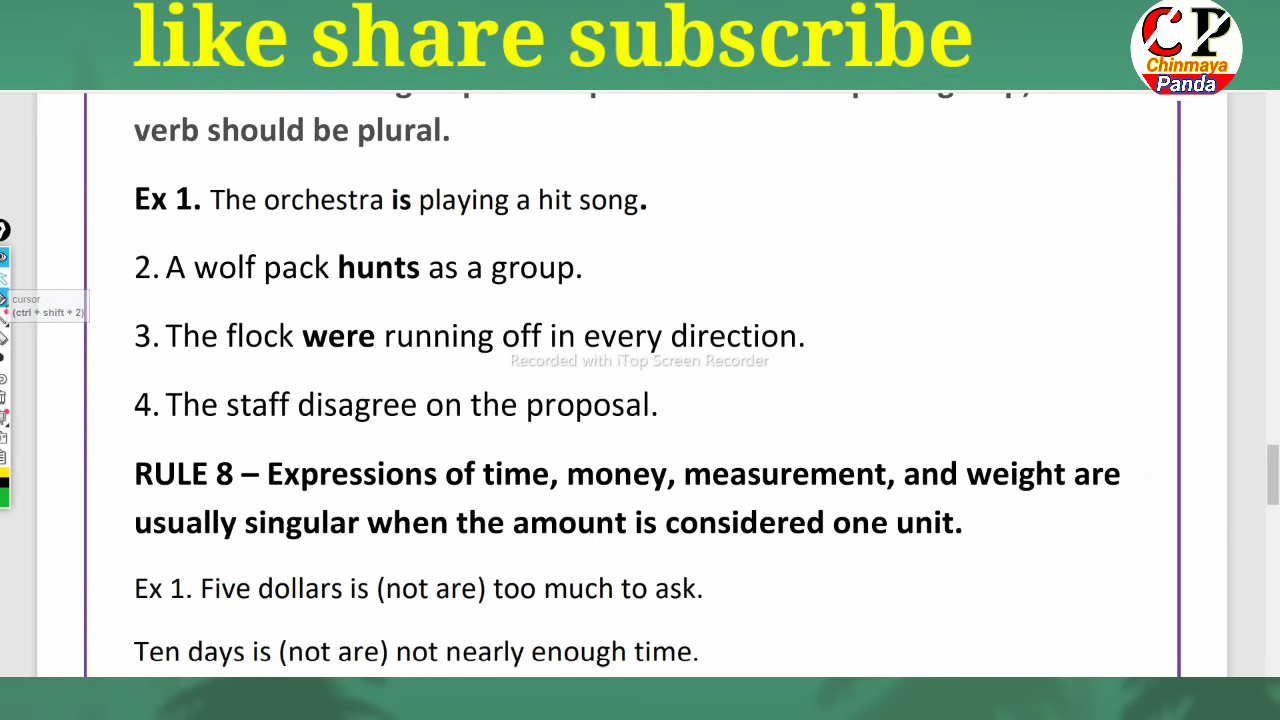 like share subscribe
CP
Chinmaya
Panda
verb should be plural.
Ex 1. The orchestra is playing a hit song.
2. A wolf pack hunts as a group.
cursor
(ctrl + shift + 2)
3. The flock were running off in every direction.
Recorded with iTop Screen Recorder
4. The staff disagree on the proposal.
RULE 8 – Expressions of time, money, measurement, and weight are
usually singular when the amount is considered one unit.
Ex 1. Five dollars is (not are) too much to ask.
Ten days is (not are) not nearly enough time.